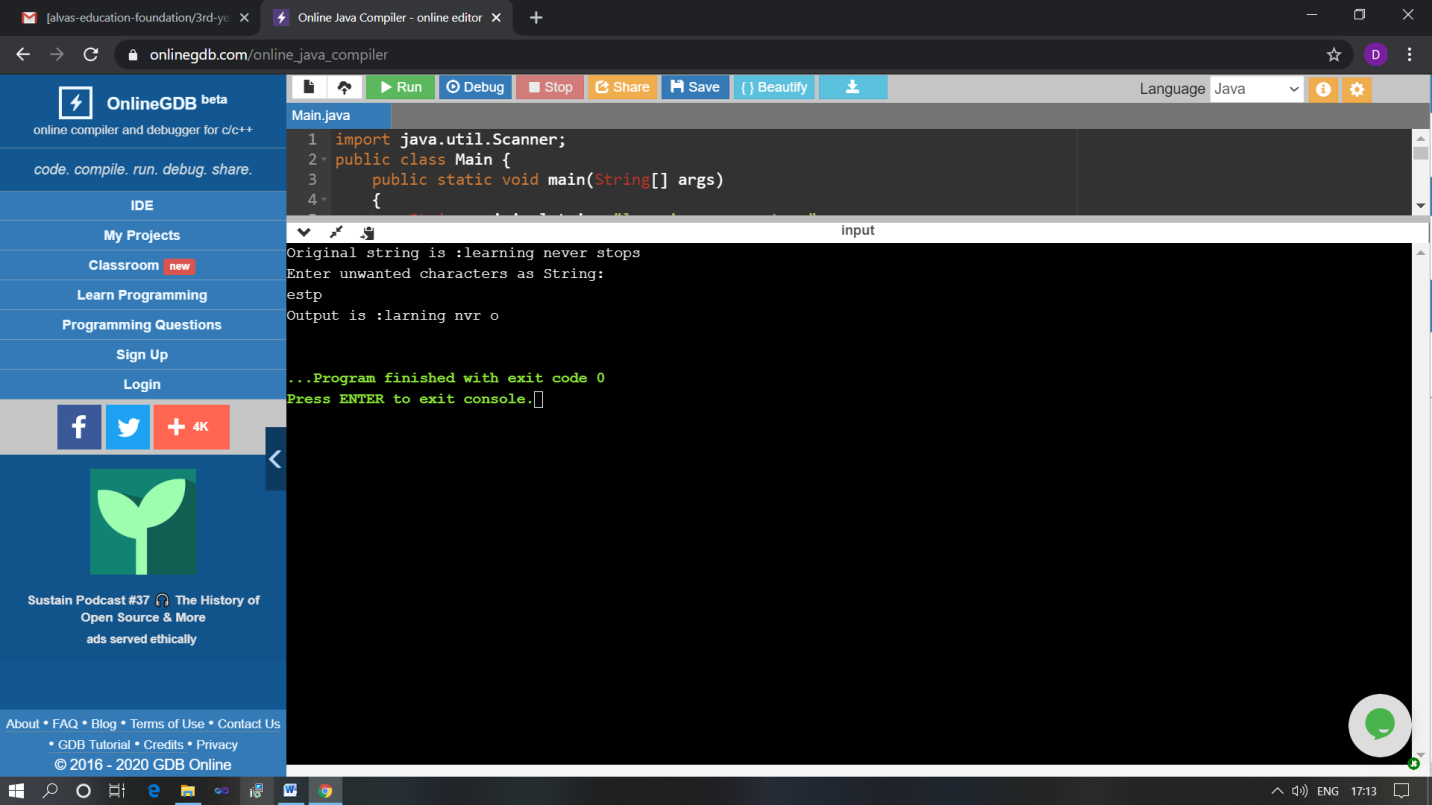 [alvas-education-foundation/3rd-ye
Online Java Compiler - online editor
onlinegdb.com/online_java_compiler
D
OnlineGDB beta
online compiler and debugger for c/c++
code. compile. run. debug. share.
IDE
My Projects
Classroom new
Learn Programming
Programming Questions
Sign Up
Login
4K
Sustain Podcast #37 🎧 The History of
Open Source & More
ads served ethically
About • FAQ • Blog • Terms of Use • Contact Us
• GDB Tutorial • Credits • Privacy
© 2016 - 2020 GDB Online
Run Debug Stop Share Save { } Beautify
Language Java
Main.java
1 import java.util.Scanner;
2 public class Main {
3 public static void main(String[] args)
4 {
input
Original string is :learning never stops
Enter unwanted characters as String:
estp
Output is :larning nvr o
...Program finished with exit code 0
Press ENTER to exit console.
ENG 17:13